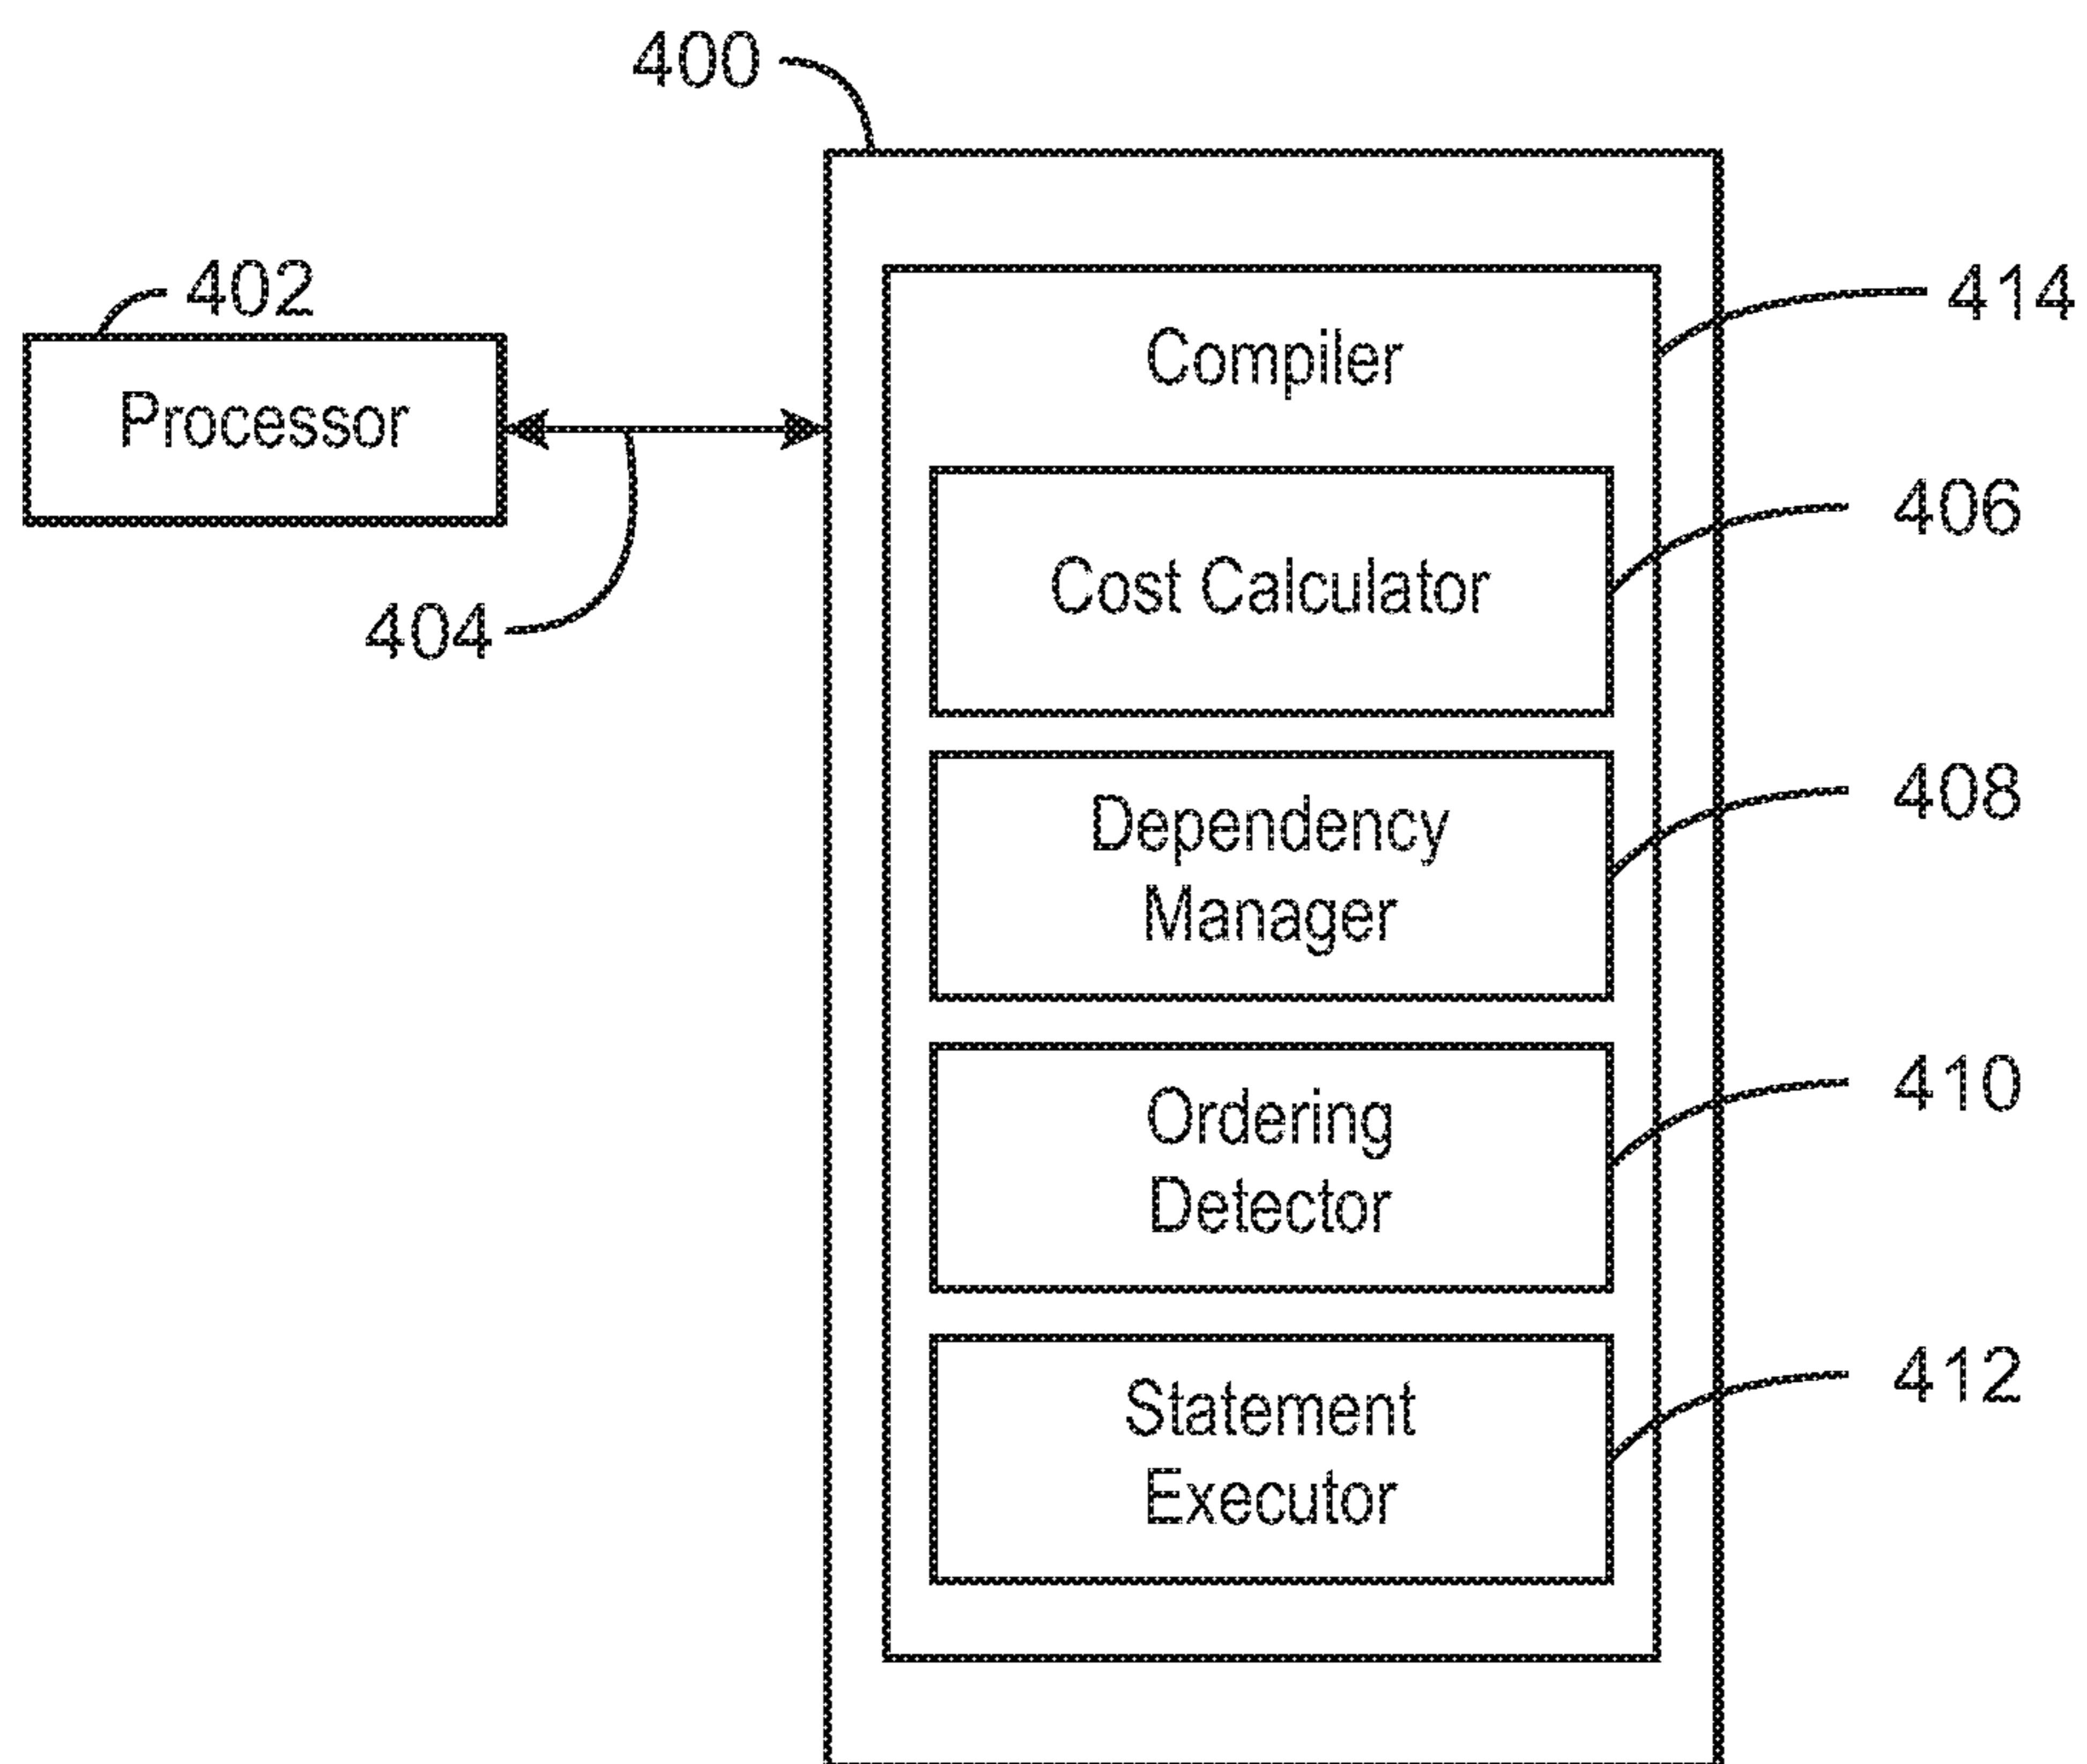 400
402
Processor
404
414
Compiler
406
Cost Calculator
408
Dependency
Manager
410
Ordering
Detector
412
Statement
Executor